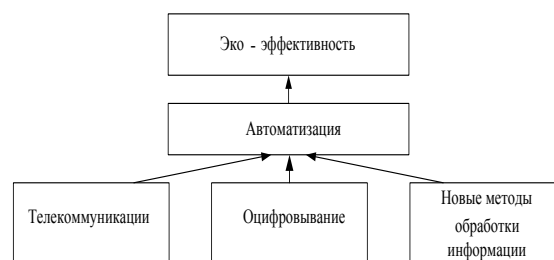 Эко - эффективность
Автоматизация
Телекоммуникации
Оцифровывание
Новые методы
обработки
информации